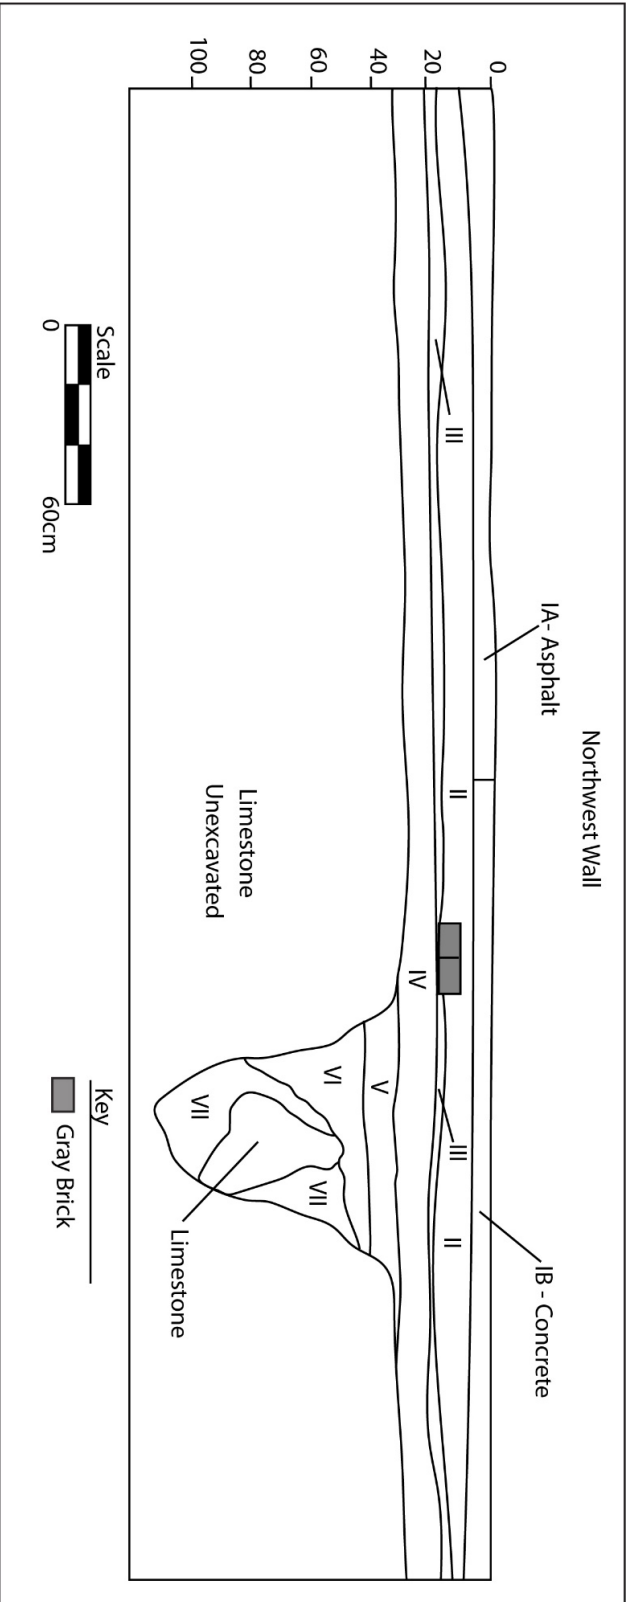 Northwest Wall
IA- Asphalt
IB - Concrete
0
20
40
60
80
100
III
II
IV
III
II
V
VI
VII
VII
Limestone
Unexcavated
Limestone
Scale
0
60cm
Key
Gray Brick